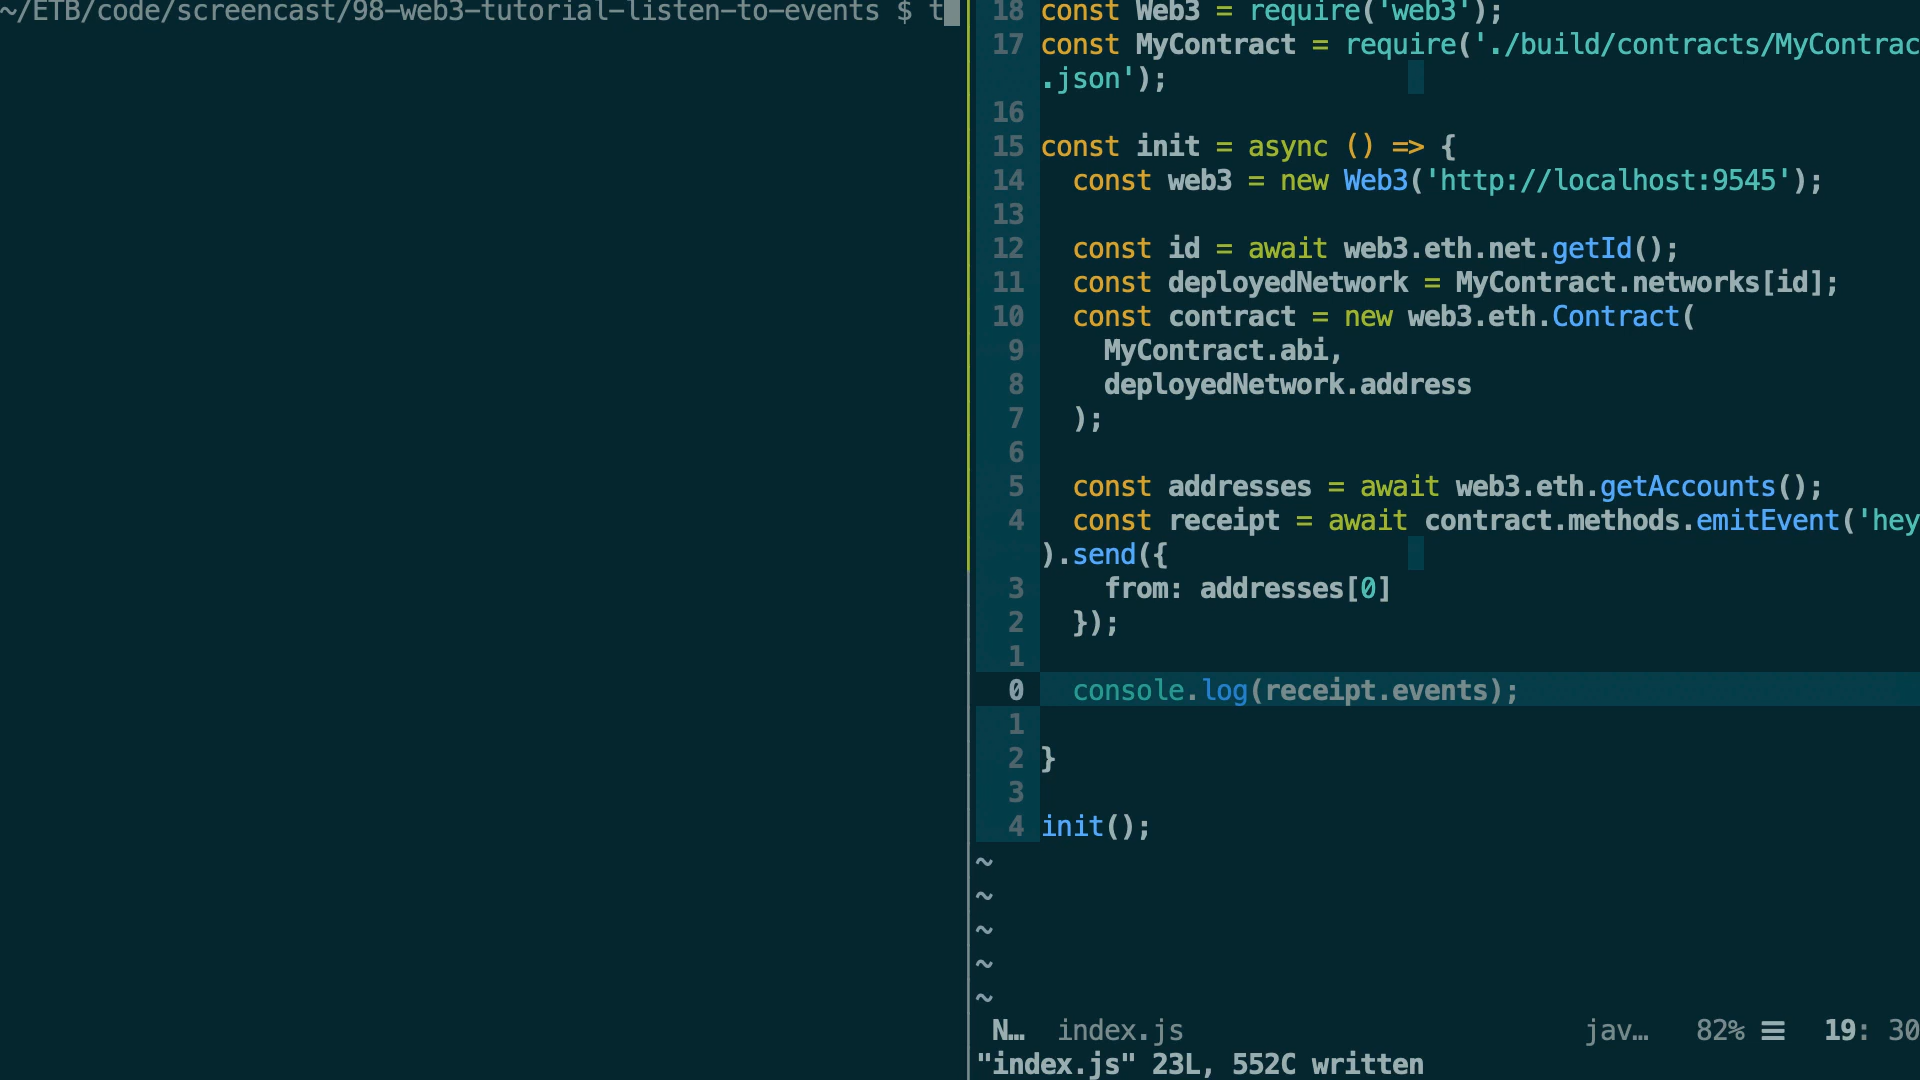 ~/ETB/code/screencast/98-web3-tutorial-listen-to-events $ t
18 const Web3 = require('web3');
17 const MyContract = require('./build/contracts/MyContrac
.json');
16
15 const init = async () => {
14   const web3 = new Web3('http://localhost:9545');
13
12   const id = await web3.eth.net.getId();
11   const deployedNetwork = MyContract.networks[id];
10   const contract = new web3.eth.Contract(
9     MyContract.abi,
8     deployedNetwork.address
7   );
6
5   const addresses = await web3.eth.getAccounts();
4   const receipt = await contract.methods.emitEvent('hey
).send({
3     from: addresses[0]
2   });
1
0   console.log(receipt.events);
1
2 }
3
4 init();
~
~
~
~
~
N… index.js jav… 82% ☰ 19: 30
"index.js" 23L, 552C written